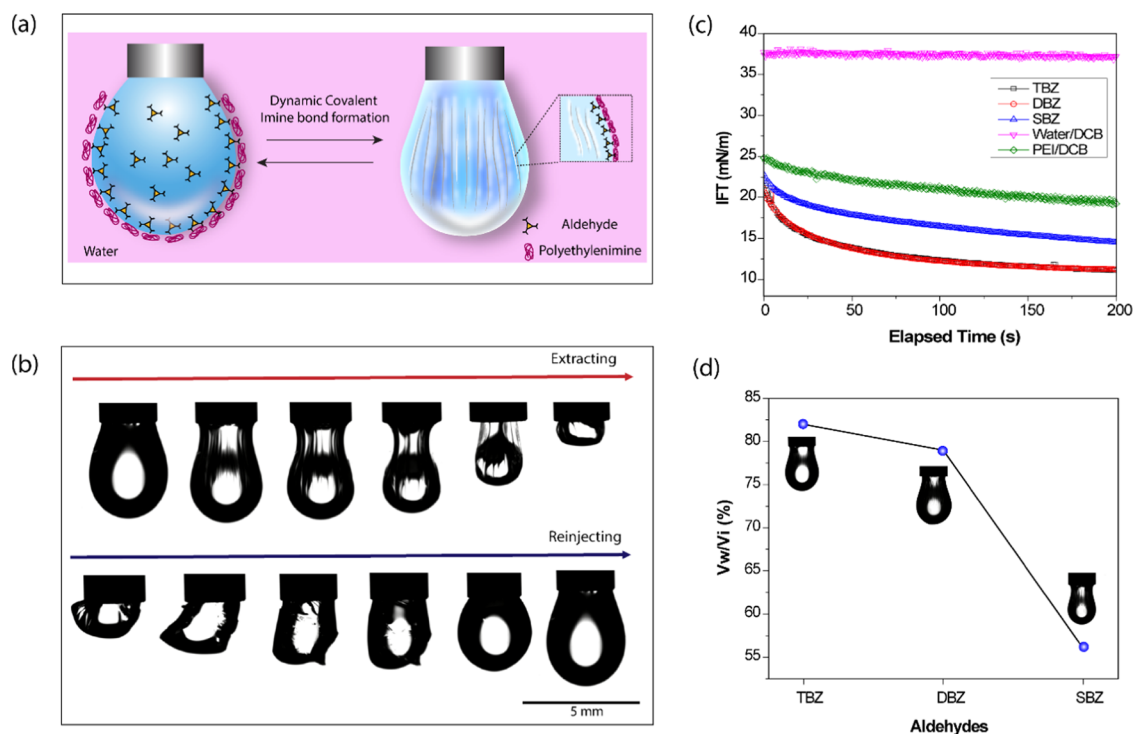 (a)
Dynamic Covalent
Imine bond formation
Water
Aldehyde
Polyethylenimine
(b)
Extracting
Reinjecting
5 mm
(c)
40
35
30
25
20
15
10
IFT (mN/m)
TBZ
DBZ
SBZ
Water/DCB
PEI/DCB
0
50
100
150
200
Elapsed Time (s)
(d)
85
80
75
70
65
60
55
Vw/Vi (%)
TBZ
DBZ
SBZ
Aldehydes